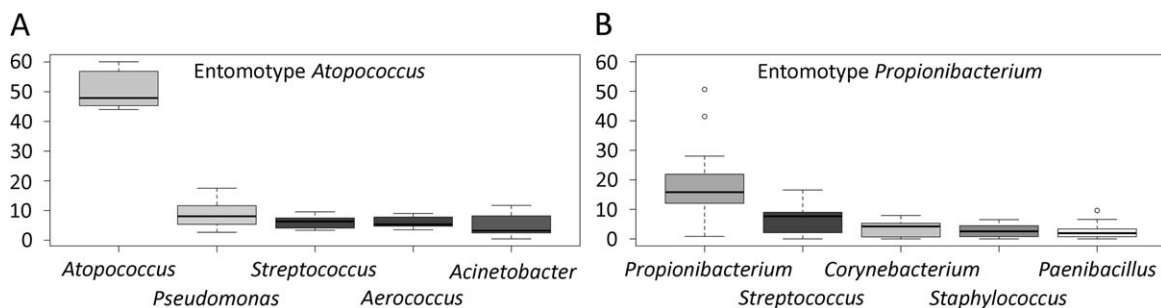 A
Entomotype Atopococcus
60
50
40
30
20
10
0
Atopococcus
Pseudomonas
Streptococcus
Aerococcus
Acinetobacter
B
Entomotype Propionibacterium
60
50
40
30
20
10
0
Propionibacterium
Streptococcus
Corynebacterium
Staphylococcus
Paenibacillus